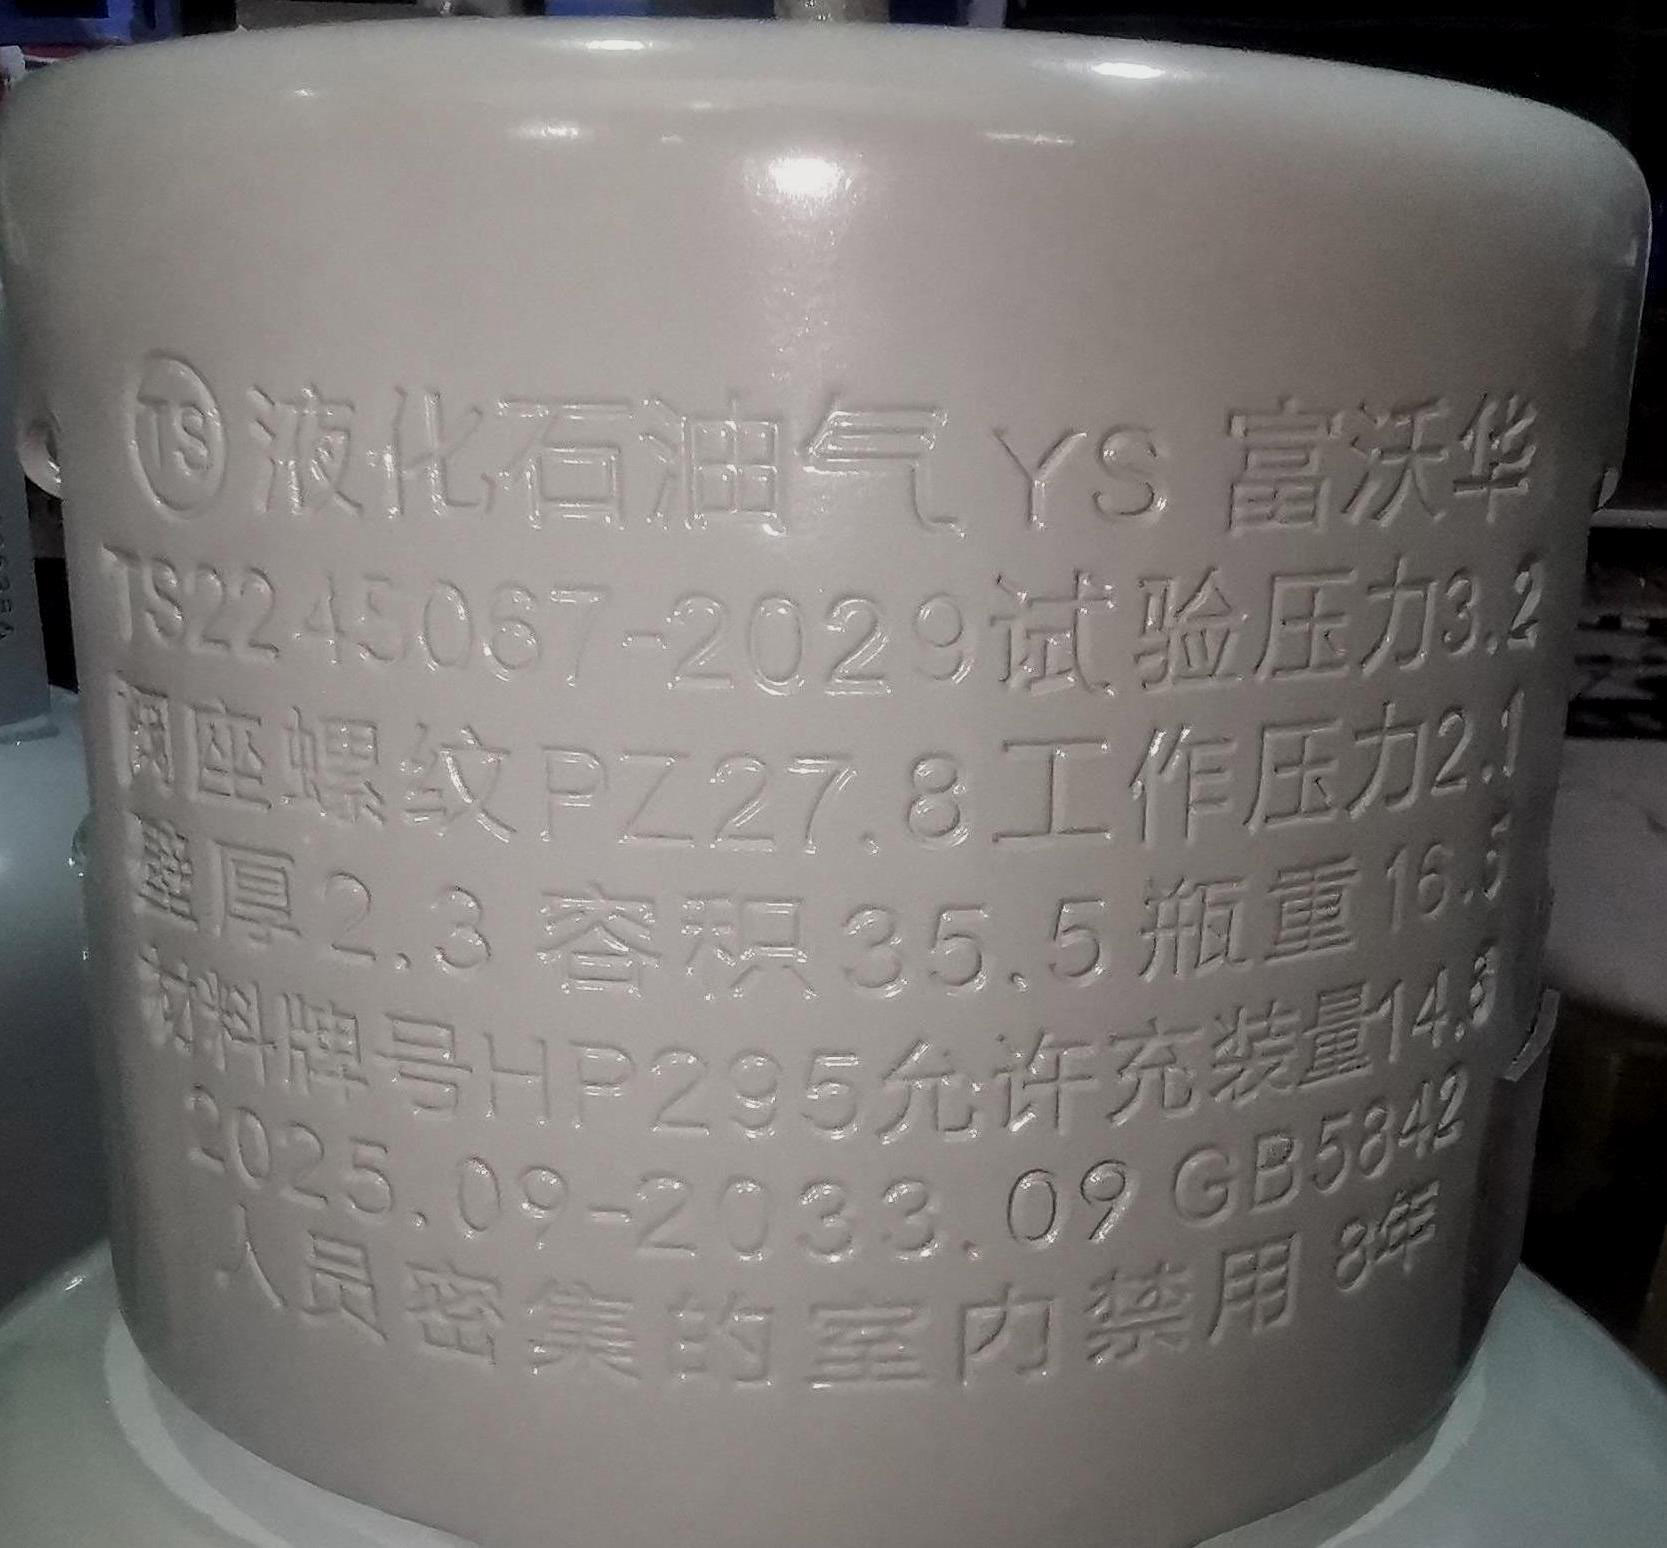 TS 液化石油气 YS 富沃华
TS2245067-2029试验压力3.2
阀座螺纹PZ27.8工作压力2.1
壁厚2.3 容积35.5瓶重16.5
材料牌号HP295允许充装量14.8
2025.09-2033.09 GB5842
人员密集的室内禁用 8年